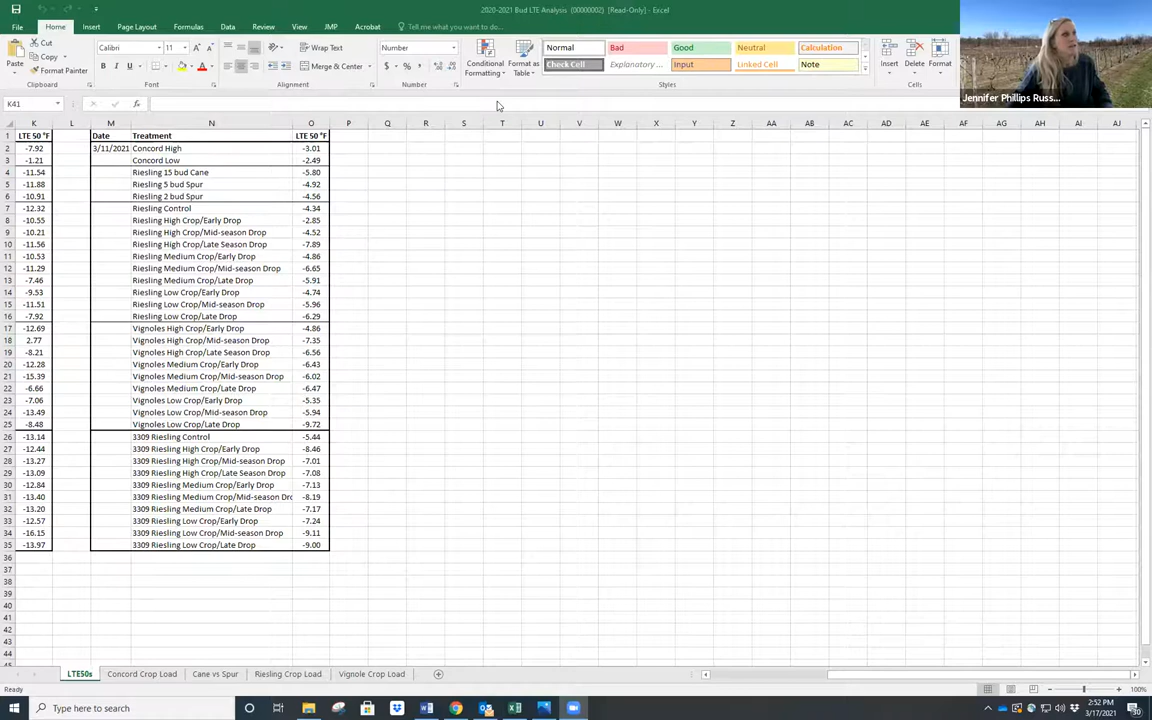 2020-2021 Bud LTE Analysis (00000002) [Read-Only] - Excel
File Home Insert Page Layout Formulas Data Review View JMP Acrobat Tell me what you want to do...
Paste Cut Copy Format Painter Clipboard
Calibri 11 B I U Font
Wrap Text Merge & Center Alignment
Number $ % , Number
Conditional Formatting Format as Table
Normal Bad Good Neutral Calculation
Check Cell Explanatory ... Input Linked Cell Note
Styles
Insert Delete Format Cells
Jennifer Phillips Russ...
K41 fx
K L M N O P Q R S T U V W X Y Z AA AB AC AD AE AF AG AH AI AJ
1 LTE 50 °F Date Treatment LTE 50 °F
2 -7.92 3/11/2021 Concord High -3.01
3 -1.21 Concord Low -2.49
4 -11.54 Riesling 15 bud Cane -5.80
5 -11.88 Riesling 5 bud Spur -4.92
6 -10.91 Riesling 2 bud Spur -4.56
7 -12.32 Riesling Control -4.34
8 -10.55 Riesling High Crop/Early Drop -2.85
9 -10.21 Riesling High Crop/Mid-season Drop -4.52
10 -11.56 Riesling High Crop/Late Season Drop -7.89
11 -10.53 Riesling Medium Crop/Early Drop -4.86
12 -11.29 Riesling Medium Crop/Mid-season Drop -6.65
13 -7.46 Riesling Medium Crop/Late Drop -5.91
14 -9.53 Riesling Low Crop/Early Drop -4.74
15 -11.51 Riesling Low Crop/Mid-season Drop -5.96
16 -7.92 Riesling Low Crop/Late Drop -6.29
17 -12.69 Vignoles High Crop/Early Drop -4.86
18 2.77 Vignoles High Crop/Mid-season Drop -7.35
19 -8.21 Vignoles High Crop/Late Season Drop -6.56
20 -12.28 Vignoles Medium Crop/Early Drop -6.43
21 -15.39 Vignoles Medium Crop/Mid-season Drop -6.02
22 -6.66 Vignoles Medium Crop/Late Drop -6.47
23 -7.06 Vignoles Low Crop/Early Drop -5.35
24 -13.49 Vignoles Low Crop/Mid-season Drop -5.94
25 -8.48 Vignoles Low Crop/Late Drop -9.72
26 -13.14 3309 Riesling Control -5.44
27 -12.44 3309 Riesling High Crop/Early Drop -8.46
28 -13.27 3309 Riesling High Crop/Mid-season Drop -7.01
29 -13.09 3309 Riesling High Crop/Late Season Drop -7.08
30 -12.84 3309 Riesling Medium Crop/Early Drop -7.13
31 -13.40 3309 Riesling Medium Crop/Mid-season Drc -8.19
32 -13.20 3309 Riesling Medium Crop/Late Drop -7.17
33 -12.57 3309 Riesling Low Crop/Early Drop -7.24
34 -16.15 3309 Riesling Low Crop/Mid-season Drop -9.11
35 -13.97 3309 Riesling Low Crop/Late Drop -9.00
36
37
38
39
40
41
42
43
44
LTE50s Concord Crop Load Cane vs Spur Riesling Crop Load Vignole Crop Load
Ready 100%
Type here to search
2:52 PM
3/17/2021